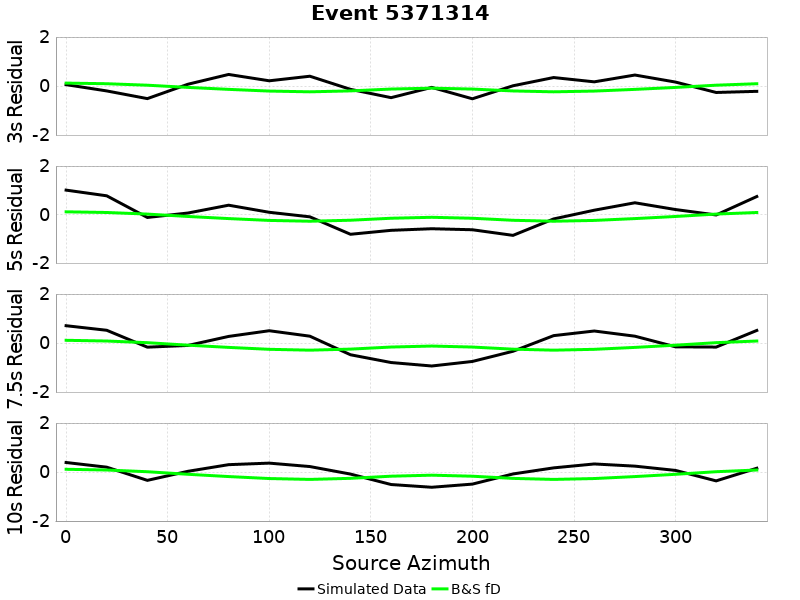 Event 5371314
3s Residual
2
0
-2
5s Residual
2
0
-2
7.5s Residual
2
0
-2
10s Residual
2
0
-2
0 50 100 150 200 250 300
Source Azimuth
Simulated Data B&S fD